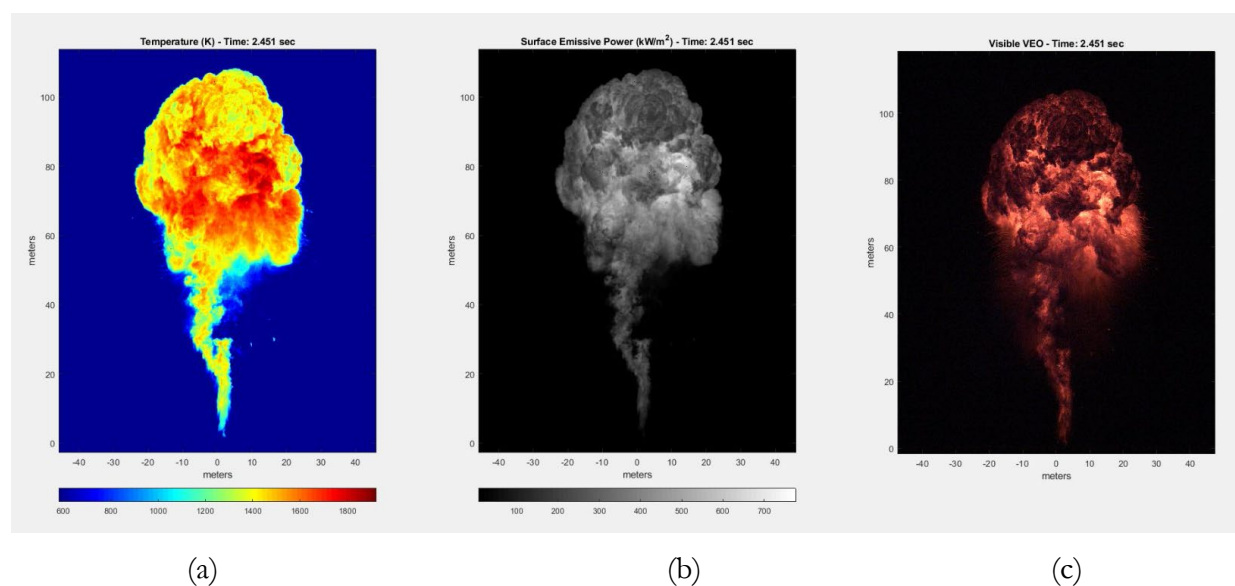 Temperature (K) - Time: 2.451 sec
100
80
60
40
20
0
meters
-40 -30 -20 -10 0 10 20 30 40
meters
600 800 1000 1200 1400 1600 1800
(a)
Surface Emissive Power (kW/m²) - Time: 2.451 sec
100
80
60
40
20
0
meters
-40 -30 -20 -10 0 10 20 30 40
meters
100 200 300 400 500 600 700
(b)
Visible VEO - Time: 2.451 sec
100
80
60
40
20
0
meters
-40 -30 -20 -10 0 10 20 30 40
meters
(c)